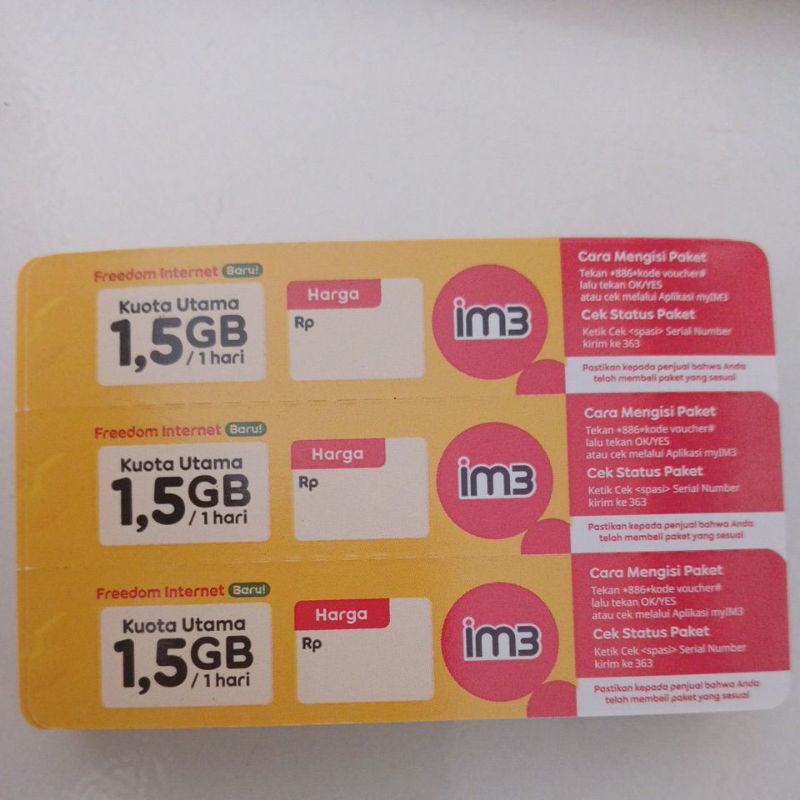 Freedom Internet Baru!
Kuota Utama
1,5GB
/ 1 hari
Harga
Rp
im3
Cara Mengisi Paket
Tekan *886*kode voucher#
lalu tekan OK/YES
atau cek melalui Aplikasi myIM3
Cek Status Paket
Ketik Cek <spasi> Serial Number
kirim ke 363
Pastikan kepada penjual bahwa Anda
telah membeli paket yang sesuai
Freedom Internet Baru!
Kuota Utama
1,5GB
/ 1 hari
Harga
Rp
im3
Cara Mengisi Paket
Tekan *886*kode voucher#
lalu tekan OK/YES
atau cek melalui Aplikasi myIM3
Cek Status Paket
Ketik Cek <spasi> Serial Number
kirim ke 363
Pastikan kepada penjual bahwa Anda
telah membeli paket yang sesuai
Freedom Internet Baru!
Kuota Utama
1,5GB
/ 1 hari
Harga
Rp
im3
Cara Mengisi Paket
Tekan *886*kode voucher#
lalu tekan OK/YES
atau cek melalui Aplikasi myIM3
Cek Status Paket
Ketik Cek <spasi> Serial Number
kirim ke 363
Pastikan kepada penjual bahwa Anda
telah membeli paket yang sesuai